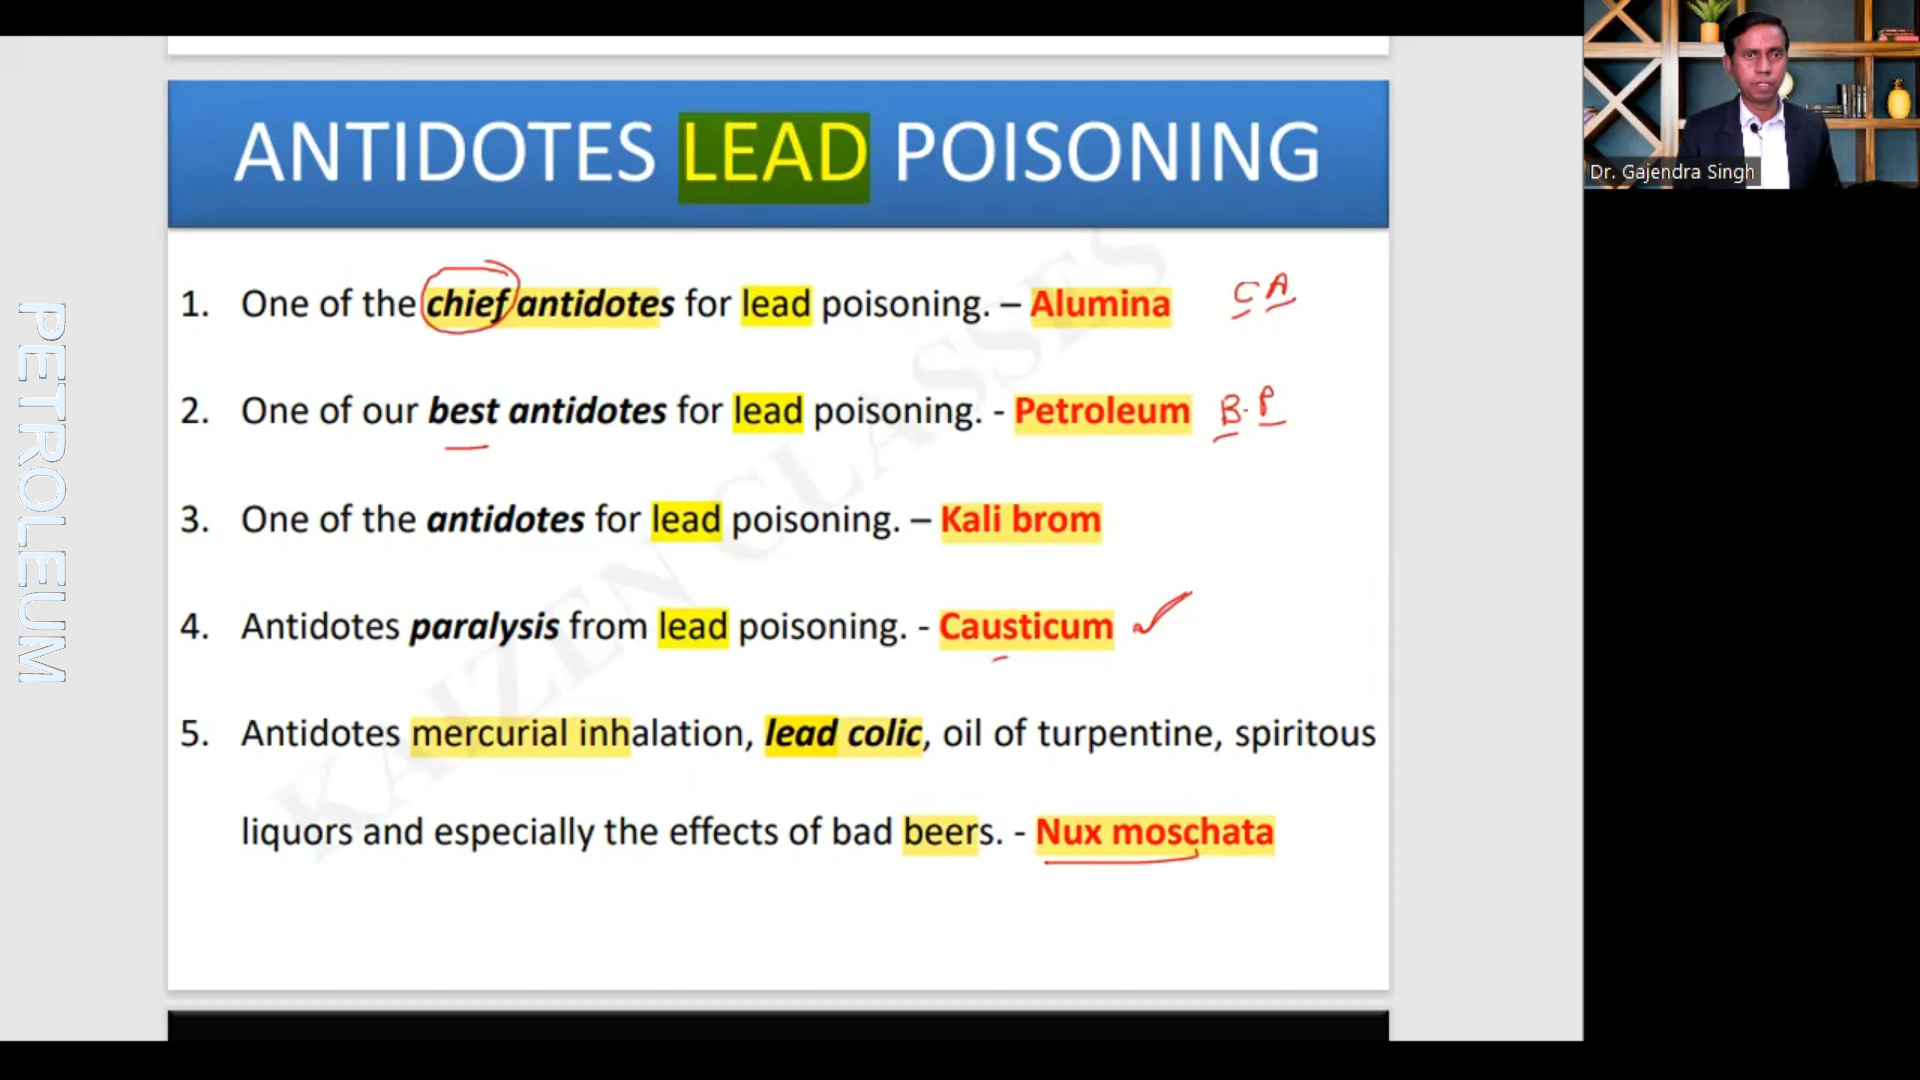 ANTIDOTES LEAD POISONING
1. One of the chief antidotes for lead poisoning. – Alumina CA
2. One of our best antidotes for lead poisoning. - Petroleum B.P
3. One of the antidotes for lead poisoning. – Kali brom
4. Antidotes paralysis from lead poisoning. - Causticum
5. Antidotes mercurial inhalation, lead colic, oil of turpentine, spiritous
liquors and especially the effects of bad beers. - Nux moschata
KAIZEN CLASSES
PETROLEUM
Dr. Gajendra Singh